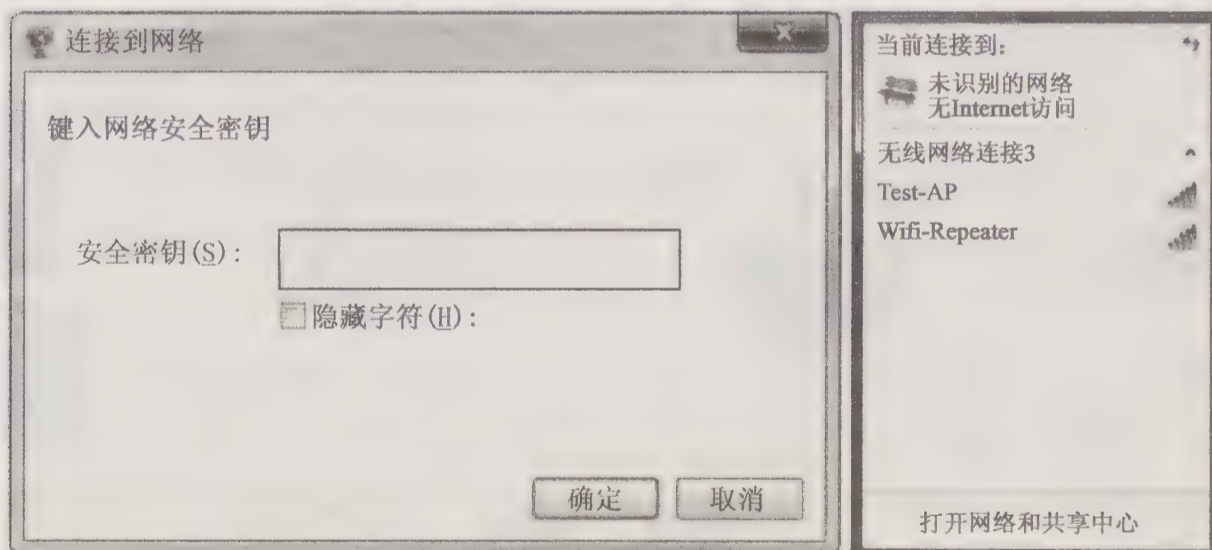 连接到网络
键入网络安全密钥
安全密钥(S):
隐藏字符(H):
确定
取消
当前连接到:
未识别的网络
无Internet访问
无线网络连接3
Test-AP
Wifi-Repeater
打开网络和共享中心